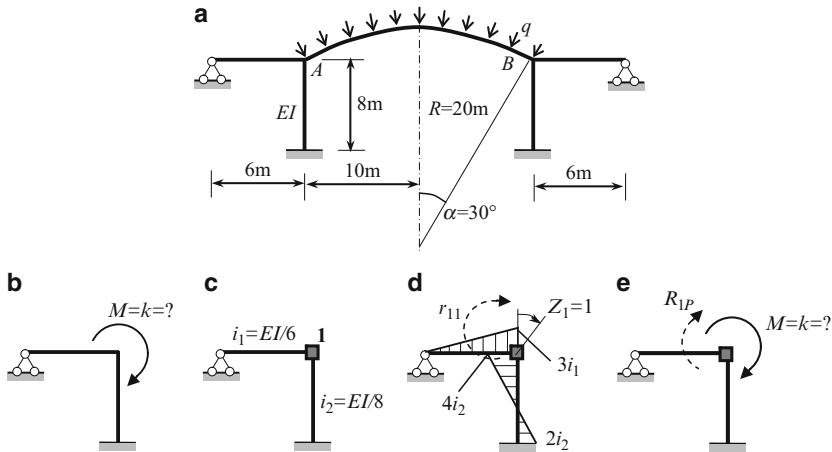 a
q
A
B
EI
8m
R=20m
6m
10m
6m
α=30°
b
M=k=?
c
i₁=EI/6
1
i₂=EI/8
d
r₁₁
Z₁=1
3i₁
4i₂
2i₂
e
R₁P
M=k=?